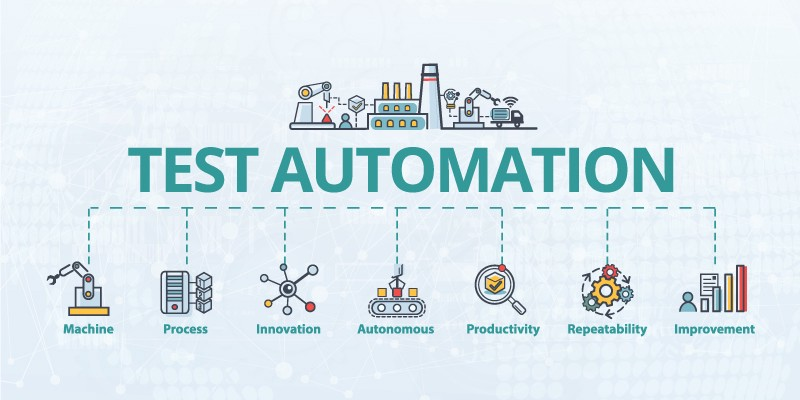 TEST AUTOMATION
Machine
Process
Innovation
Autonomous
Productivity
Repeatability
Improvement